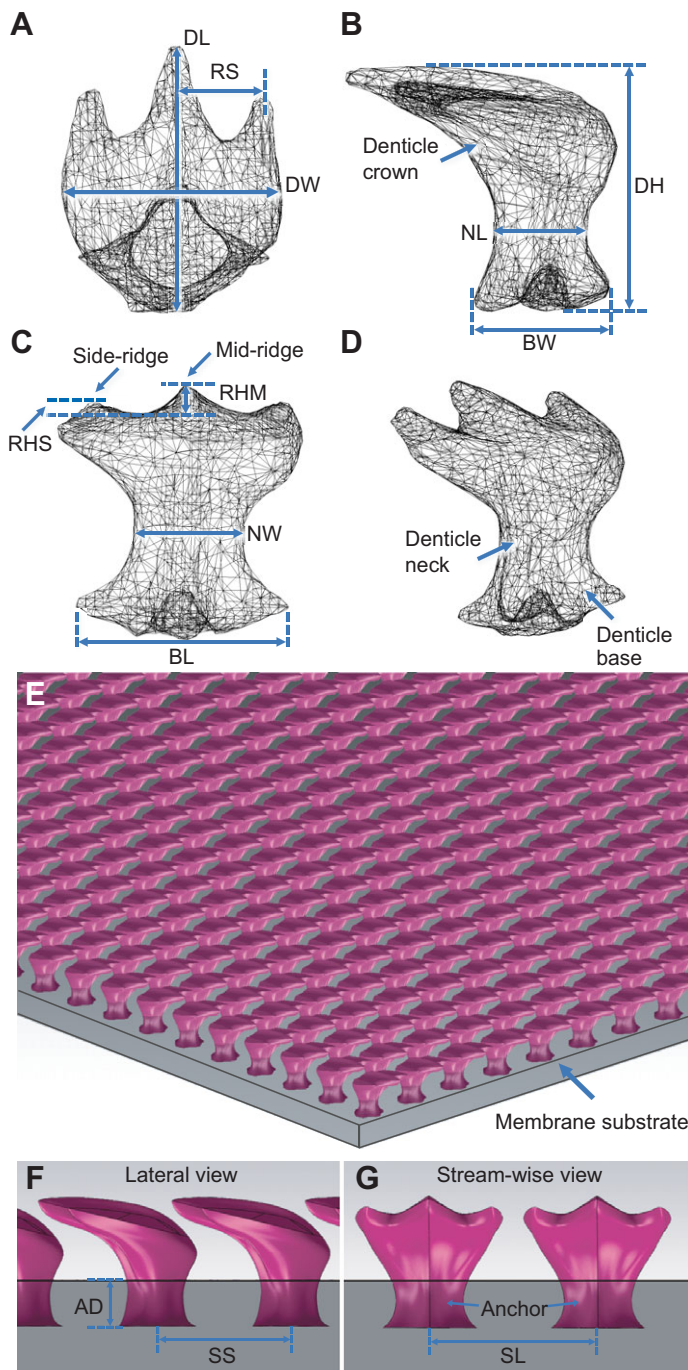 A
DL
RS
DW
B
Denticle
crown
DH
NL
BW
C
Side-ridge
Mid-ridge
RHM
RHS
NW
BL
D
Denticle
neck
Denticle
base
E
Membrane substrate
F
Lateral view
AD
SS
G
Stream-wise view
Anchor
SL